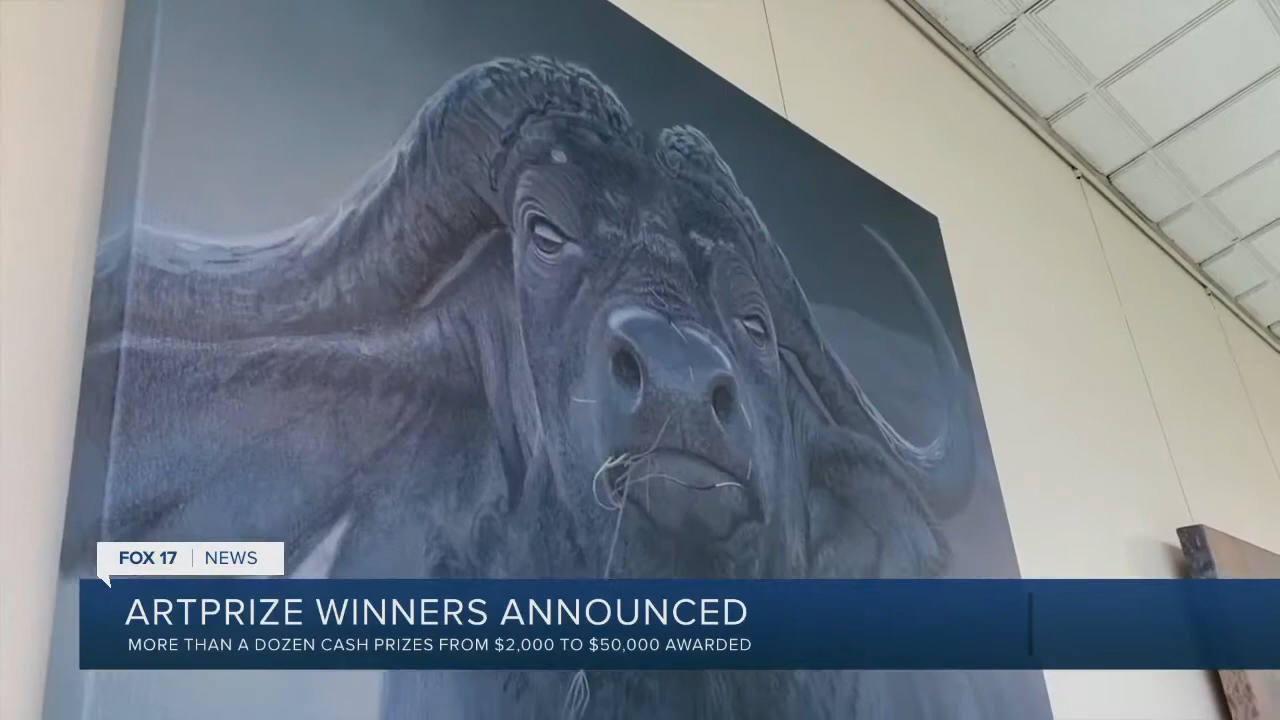 FOX 17 | NEWS
ARTPRIZE WINNERS ANNOUNCED
MORE THAN A DOZEN CASH PRIZES FROM $2,000 TO $50,000 AWARDED